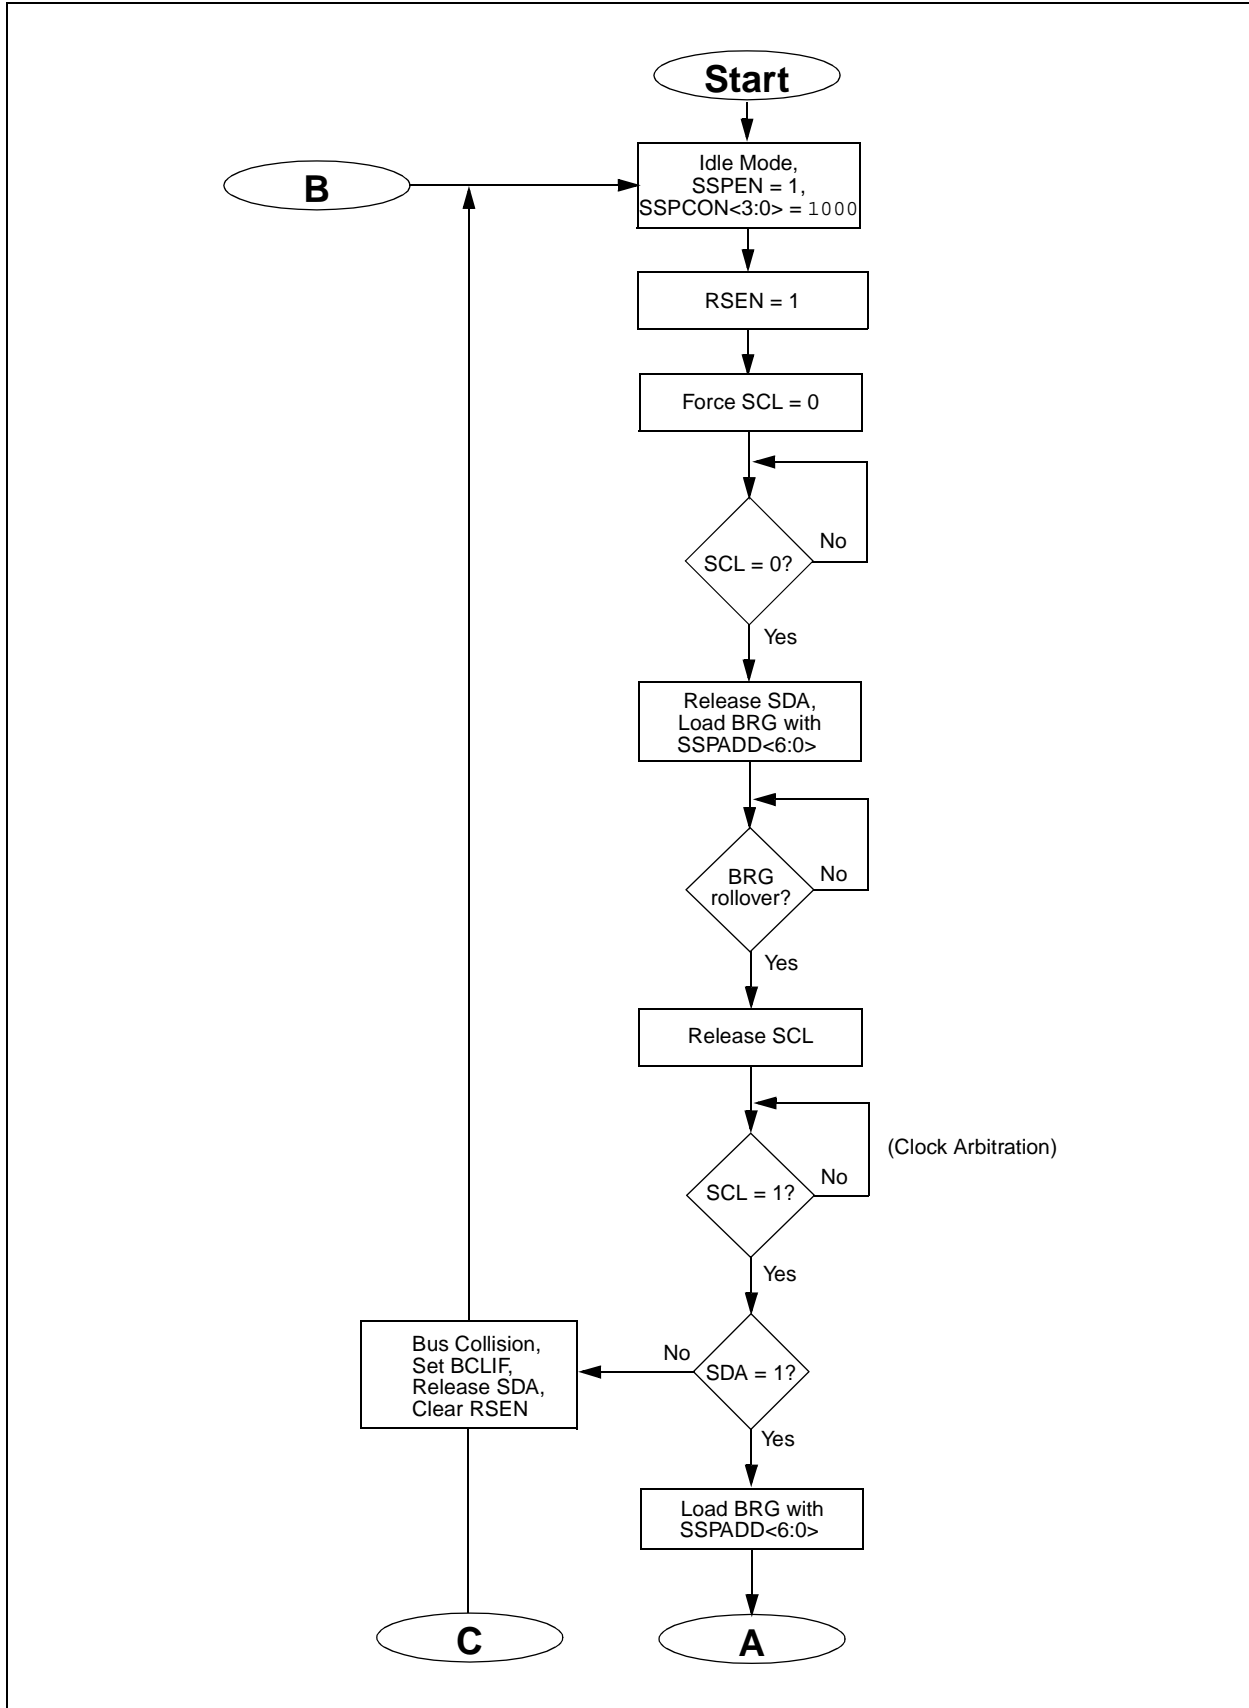 Start
B
Idle Mode,
SSPEN = 1,
SSPCON<3:0> = 1000
RSEN = 1
Force SCL = 0
No
SCL = 0?
Yes
Release SDA,
Load BRG with
SSPADD<6:0>
BRG
rollover?
No
Yes
Release SCL
(Clock Arbitration)
No
SCL = 1?
Yes
Bus Collision,
Set BCLIF,
Release SDA,
Clear RSEN
No
SDA = 1?
Yes
Load BRG with
SSPADD<6:0>
C
A